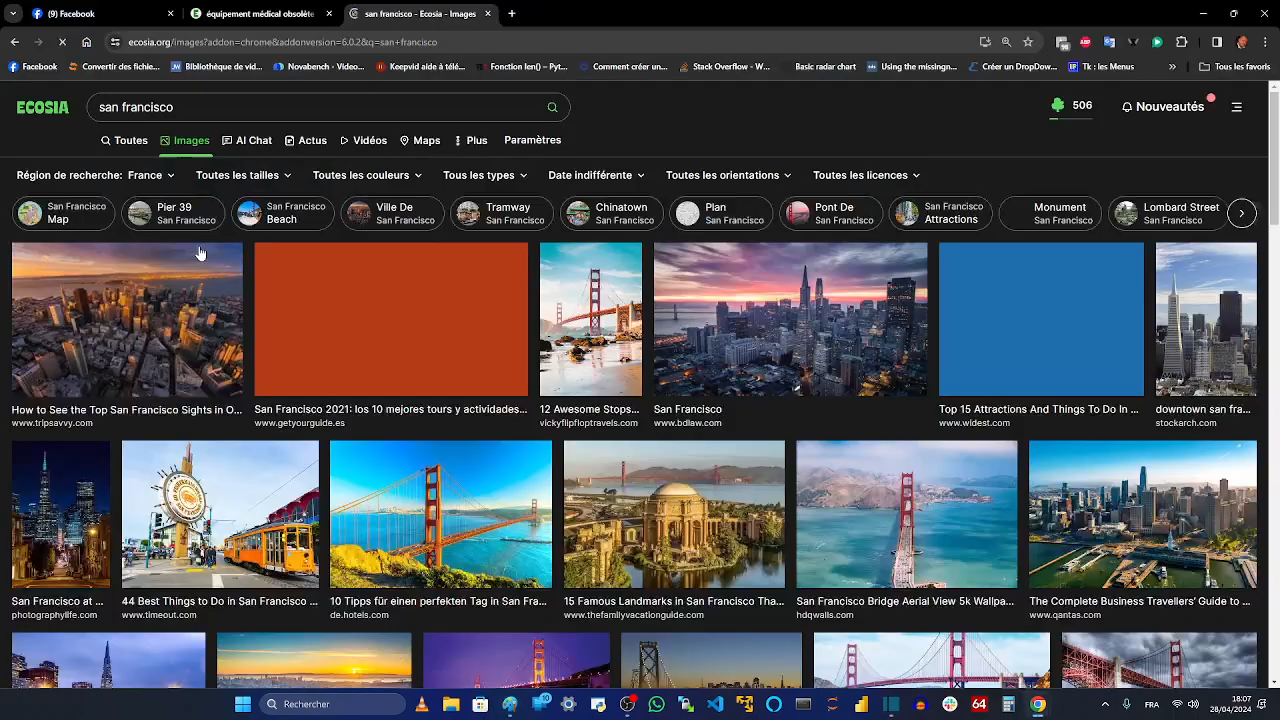 (9) Facebook
équipement médical obsolète
san francisco - Ecosia - Images
ecosia.org/images?addon=chrome&addonversion=6.0.2&q=san+francisco
Facebook
Convertir des fichie...
Bibliothèque de vid...
Novabench - Video...
Keepvid aide à télé...
Fonction len() – Pyt...
Comment créer un...
Stack Overflow - W...
Basic radar chart
Using the missingn...
Créer un DropDow...
Tk : les Menus
Tous les favoris
ECOSIA
san francisco
506
Nouveautés
Toutes
Images
AI Chat
Actus
Vidéos
Maps
Plus
Paramètres
Région de recherche: France
Toutes les tailles
Toutes les couleurs
Tous les types
Date indifférente
Toutes les orientations
Toutes les licences
San Francisco
Map
Pier 39
San Francisco
San Francisco
Beach
Ville De
San Francisco
Tramway
San Francisco
Chinatown
San Francisco
Plan
San Francisco
Pont De
San Francisco
San Francisco
Attractions
Monument
San Francisco
Lombard Street
San Francisco
How to See the Top San Francisco Sights in O...
www.tripsavvy.com
San Francisco 2021: los 10 mejores tours y actividades...
www.getyourguide.es
12 Awesome Stops...
vickyflipfloptravels.com
San Francisco
www.bdlaw.com
Top 15 Attractions And Things To Do In ...
www.wldest.com
downtown san fra...
stockarch.com
San Francisco at ...
photographylife.com
44 Best Things to Do in San Francisco ...
www.timeout.com
10 Tipps für einen perfekten Tag in San Fra...
de.hotels.com
15 Famous Landmarks in San Francisco Tha...
www.thefamilyvacationguide.com
San Francisco Bridge Aerial View 5k Wallpa...
hdqwalls.com
The Complete Business Travellers' Guide to ...
www.qantas.com
Rechercher
10
64
FRA
18:07
28/04/2024